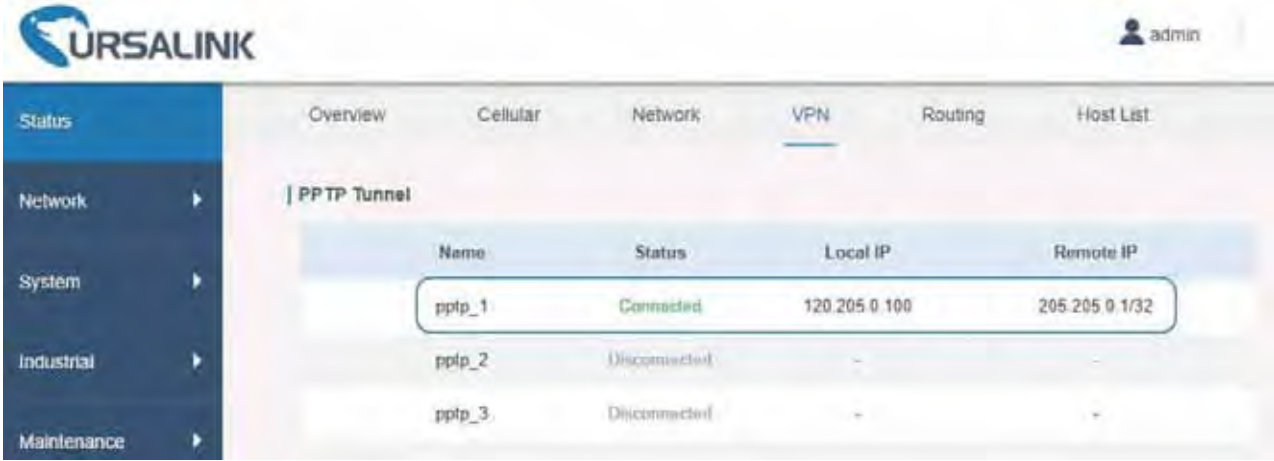 URSALINK
admin
Overview Cellular Network VPN Routing Host List
Status
Network
System
Industrial
Maintenance
PPTP Tunnel
Name Status Local IP Remote IP
pptp_1 Connected 120.205.0.100 205.205.0.1/32
pptp_2 Disconnected - -
pptp_3 Disconnected - -